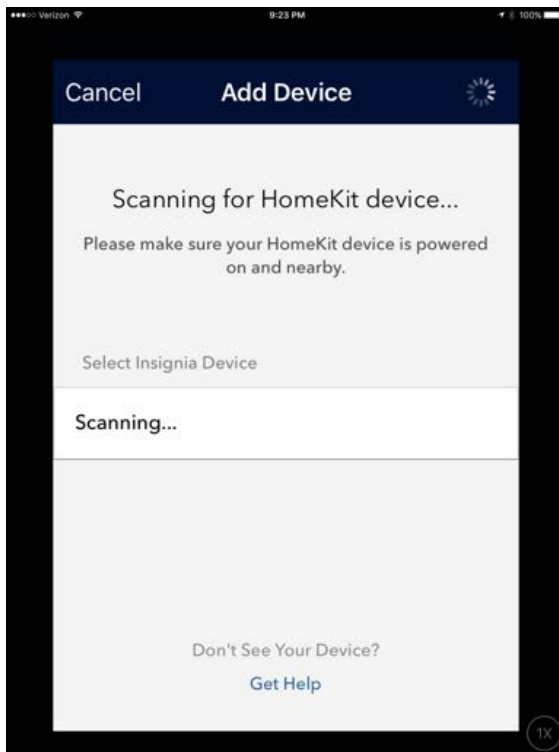 Verizon 9:23 PM 100%
Cancel Add Device
Scanning for HomeKit device...
Please make sure your HomeKit device is powered
on and nearby.
Select Insignia Device
Scanning...
Don't See Your Device?
Get Help
1X